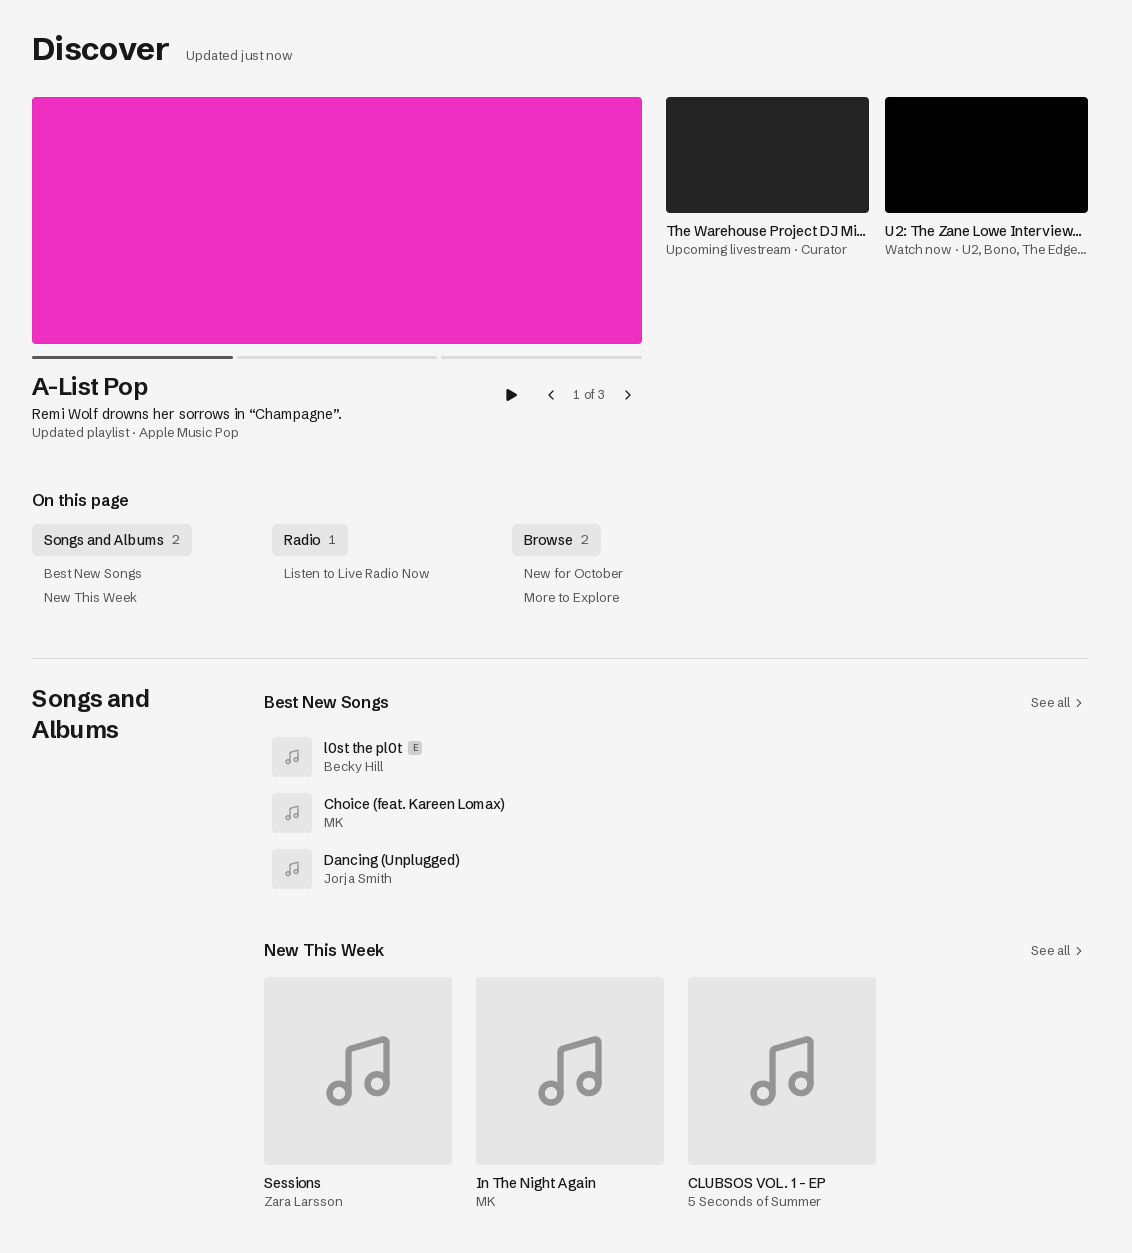 Discover
Updated just now
The Warehouse Project DJ Mi...
Upcoming livestream · Curator
U2: The Zane Lowe Interview...
Watch now · U2, Bono, The Edge...
A-List Pop
Remi Wolf drowns her sorrows in “Champagne”.
Updated playlist · Apple Music Pop
1 of 3
On this page
Songs and Albums 2
Best New Songs
New This Week
Radio 1
Listen to Live Radio Now
Browse 2
New for October
More to Explore
Songs and
Albums
Best New Songs
See all
l0st the pl0t E
Becky Hill
Choice (feat. Kareen Lomax)
MK
Dancing (Unplugged)
Jorja Smith
New This Week
See all
Sessions
Zara Larsson
In The Night Again
MK
CLUBSOS VOL. 1 - EP
5 Seconds of Summer